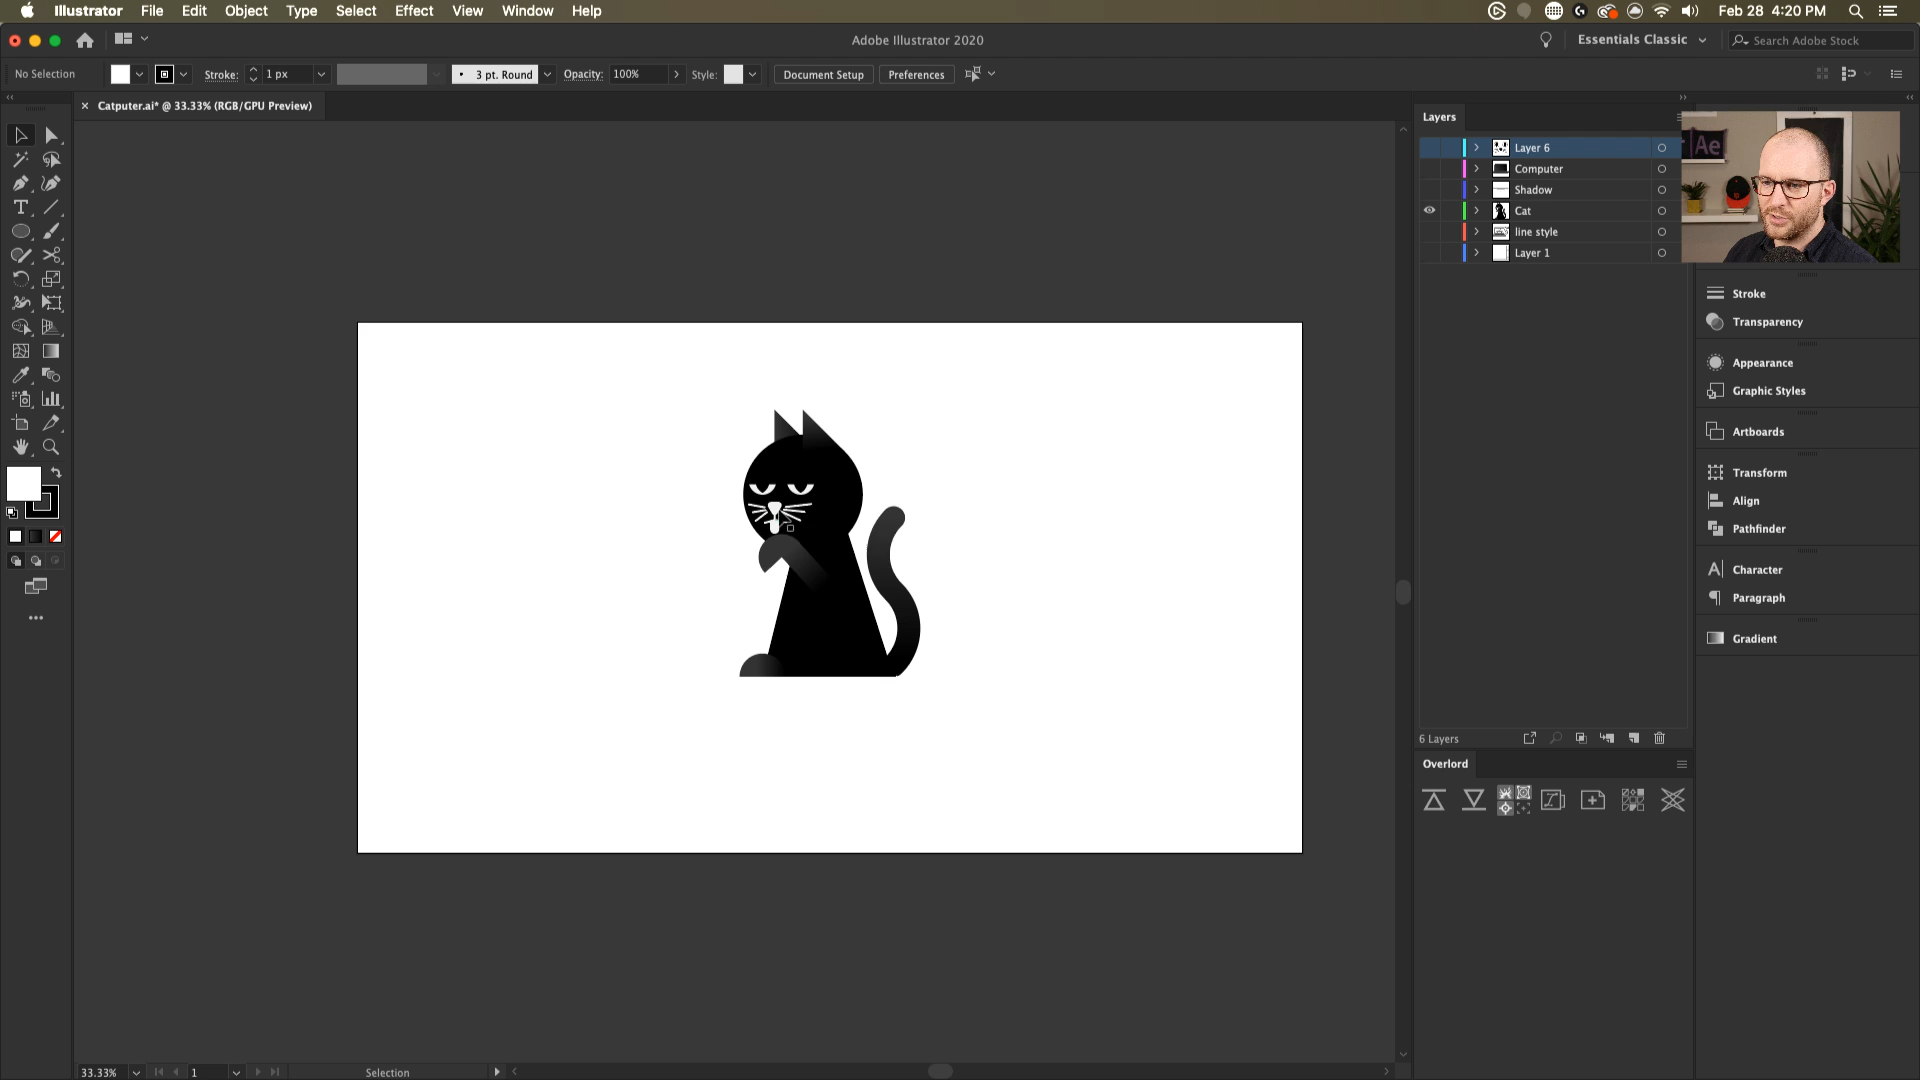 Illustrator File Edit Object Type Select Effect View Window Help
Feb 28 4:20 PM
Adobe Illustrator 2020
Essentials Classic
Search Adobe Stock
No Selection
Stroke: 1 px
3 pt. Round
Opacity: 100%
Style:
Document Setup
Preferences
Catputer.ai* @ 33.33% (RGB/GPU Preview)
Layers
Layer 6
Computer
Shadow
Cat
line style
Layer 1
Ae
Stroke
Transparency
Appearance
Graphic Styles
Artboards
Transform
Align
Pathfinder
Character
Paragraph
Gradient
6 Layers
Overlord
33.33%
1
Selection